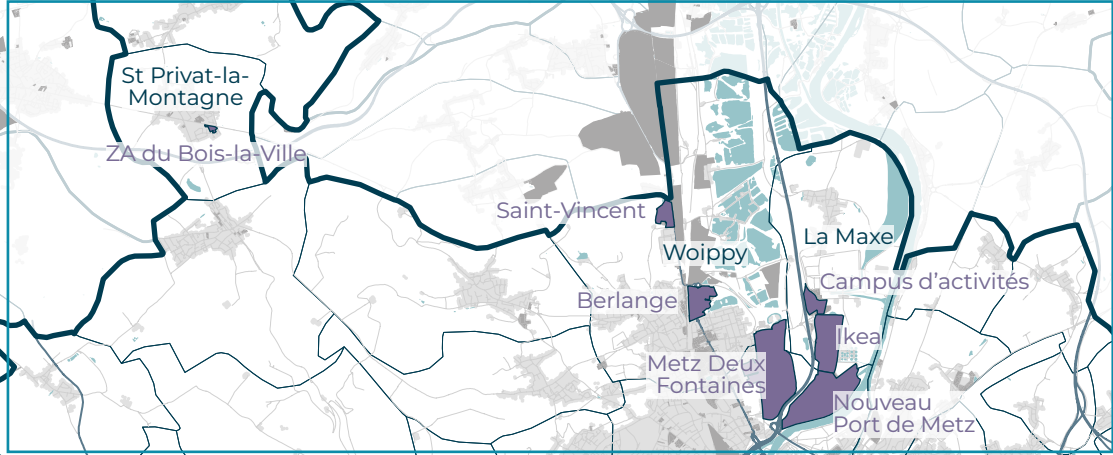 St Privat-la-
Montagne
ZA du Bois-la-Ville
Saint-Vincent
Woippy
La Maxe
Campus d'activités
Berlange
Ikea
Metz Deux
Fontaines
Nouveau
Port de Metz